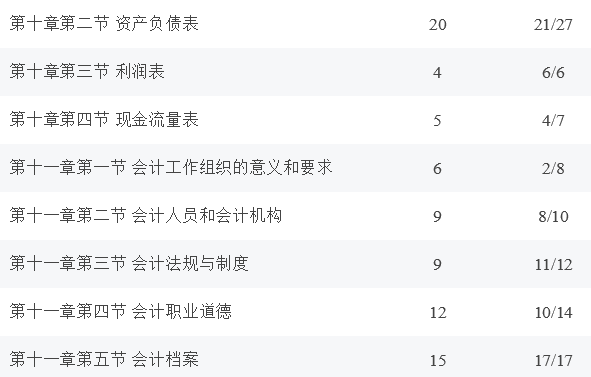 第十章第二节 资产负债表 20 21/27
第十章第三节 利润表 4 6/6
第十章第四节 现金流量表 5 4/7
第十一章第一节 会计工作组织的意义和要求 6 2/8
第十一章第二节 会计人员和会计机构 9 8/10
第十一章第三节 会计法规与制度 9 11/12
第十一章第四节 会计职业道德 12 10/14
第十一章第五节 会计档案 15 17/17